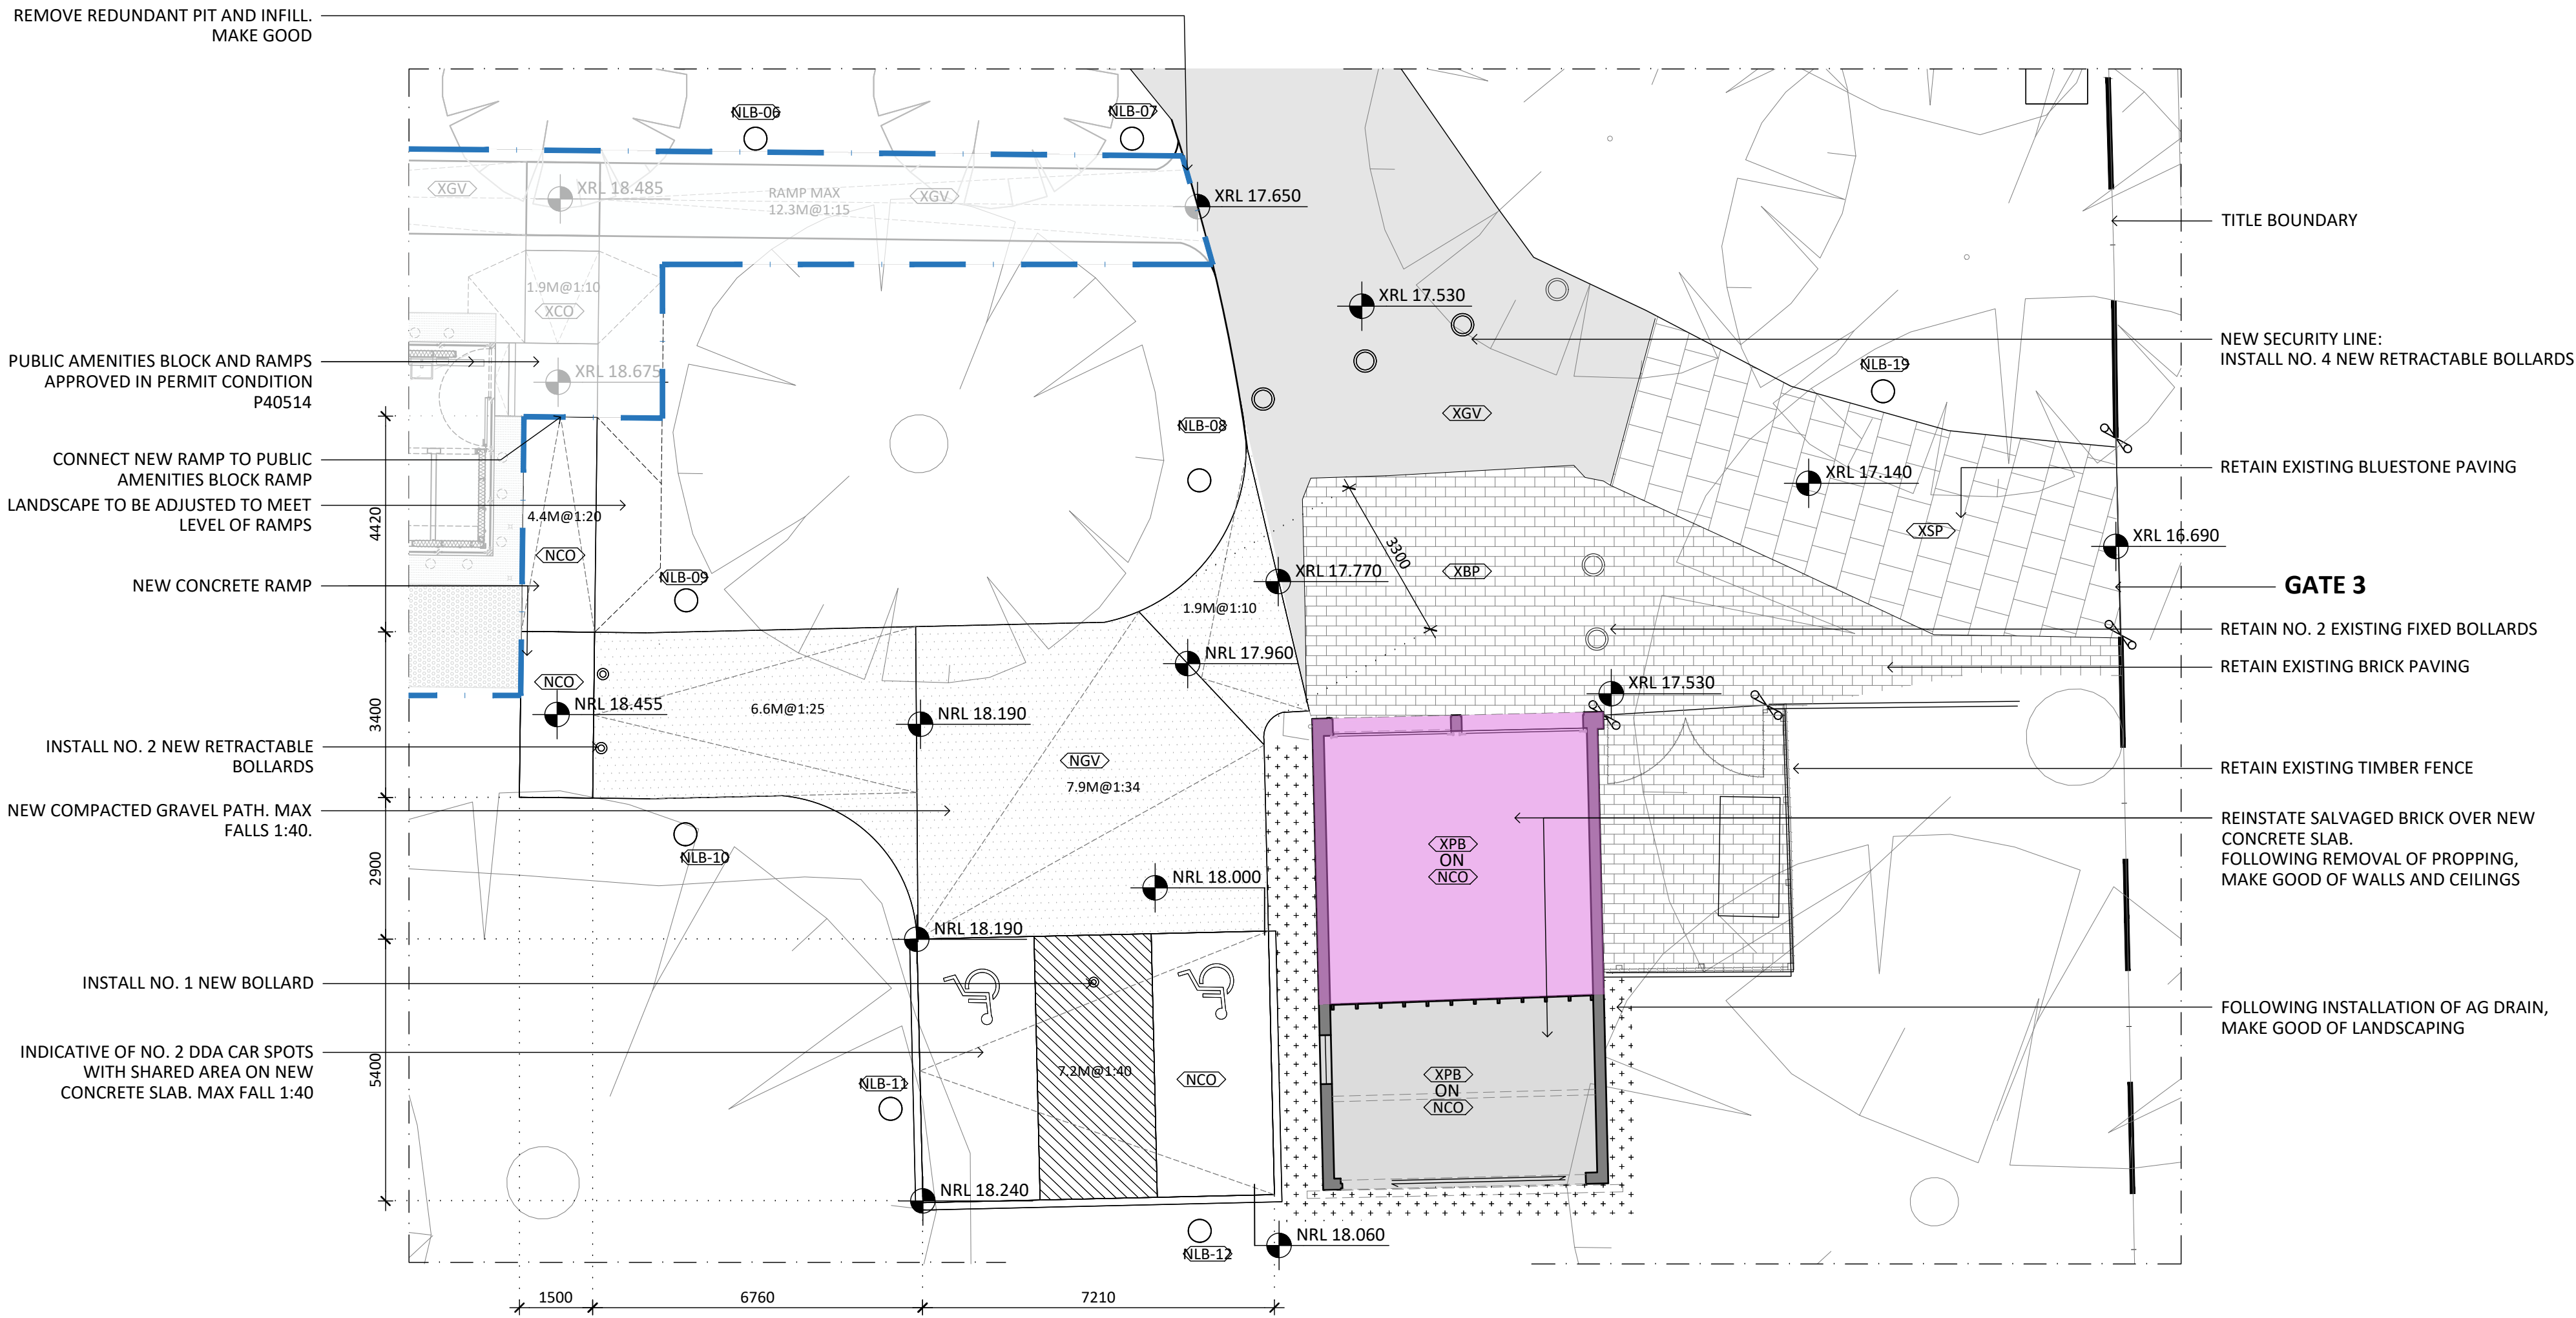 REMOVE REDUNDANT PIT AND INFILL.
MAKE GOOD
NLB-06
NLB-07
XGV
XRL 18.485
RAMP MAX
12.3M@1:15
XGV
XRL 17.650
TITLE BOUNDARY
1.9M@1:10
XCO
XRL 17.530
NEW SECURITY LINE:
INSTALL NO. 4 NEW RETRACTABLE BOLLARDS
PUBLIC AMENITIES BLOCK AND RAMPS
APPROVED IN PERMIT CONDITION
P40514
XRL 18.675
NLB-19
XGV
NLB-08
CONNECT NEW RAMP TO PUBLIC
AMENITIES BLOCK RAMP
XRL 17.140
RETAIN EXISTING BLUESTONE PAVING
LANDSCAPE TO BE ADJUSTED TO MEET
LEVEL OF RAMPS
4420
4.4M@1:20
XSP
XRL 16.690
NCO
3300
XBP
XRL 17.770
NEW CONCRETE RAMP
NLB-09
GATE 3
1.9M@1:10
RETAIN NO. 2 EXISTING FIXED BOLLARDS
NRL 17.960
RETAIN EXISTING BRICK PAVING
NCO
XRL 17.530
3400
NRL 18.455
6.6M@1:25
NRL 18.190
INSTALL NO. 2 NEW RETRACTABLE
BOLLARDS
NGV
7.9M@1:34
RETAIN EXISTING TIMBER FENCE
NEW COMPACTED GRAVEL PATH. MAX
FALLS 1:40.
REINSTATE SALVAGED BRICK OVER NEW
CONCRETE SLAB.
FOLLOWING REMOVAL OF PROPPING,
MAKE GOOD OF WALLS AND CEILINGS
XPB
ON
NCO
2900
NLB-10
NRL 18.000
NRL 18.190
INSTALL NO. 1 NEW BOLLARD
FOLLOWING INSTALLATION OF AG DRAIN,
MAKE GOOD OF LANDSCAPING
INDICATIVE OF NO. 2 DDA CAR SPOTS
WITH SHARED AREA ON NEW
CONCRETE SLAB. MAX FALL 1:40
5400
NLB-11
7.2M@1:40
NCO
XPB
ON
NCO
NRL 18.240
NRL 18.060
NLB-12
1500
6760
7210